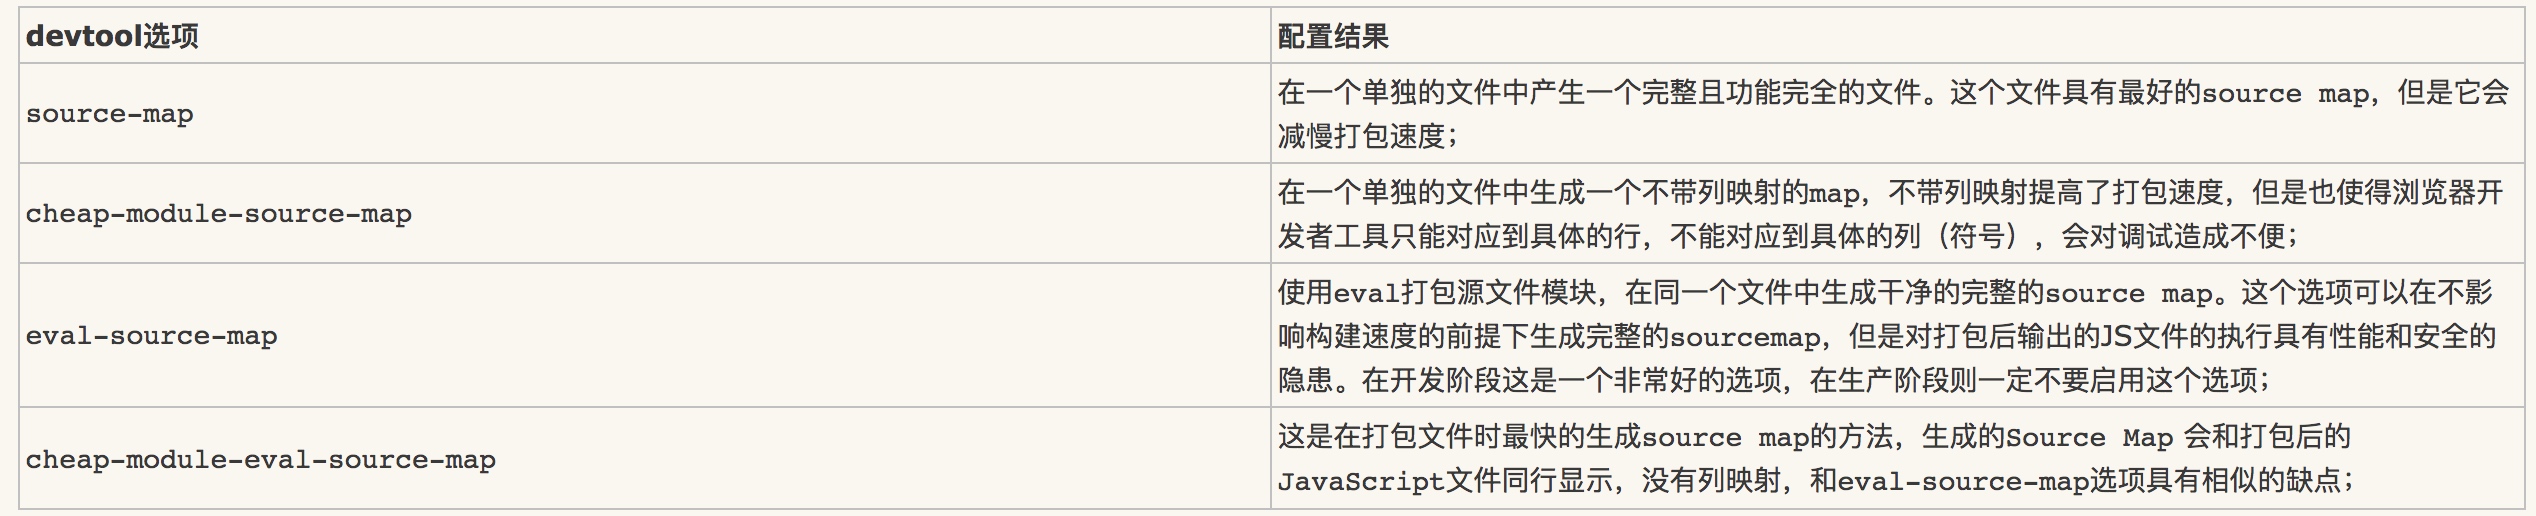 devtool选项
配置结果
source-map
在一个单独的文件中产生一个完整且功能完全的文件。这个文件具有最好的source map，但是它会
减慢打包速度；
cheap-module-source-map
在一个单独的文件中生成一个不带列映射的map，不带列映射提高了打包速度，但是也使得浏览器开
发者工具只能对应到具体的行，不能对应到具体的列（符号），会对调试造成不便；
eval-source-map
使用eval打包源文件模块，在同一个文件中生成干净的完整的source map。这个选项可以在不影
响构建速度的前提下生成完整的sourcemap，但是对打包后输出的JS文件的执行具有性能和安全的
隐患。在开发阶段这是一个非常好的选项，在生产阶段则一定不要启用这个选项；
cheap-module-eval-source-map
这是在打包文件时最快的生成source map的方法，生成的Source Map 会和打包后的
JavaScript文件同行显示，没有列映射，和eval-source-map选项具有相似的缺点；